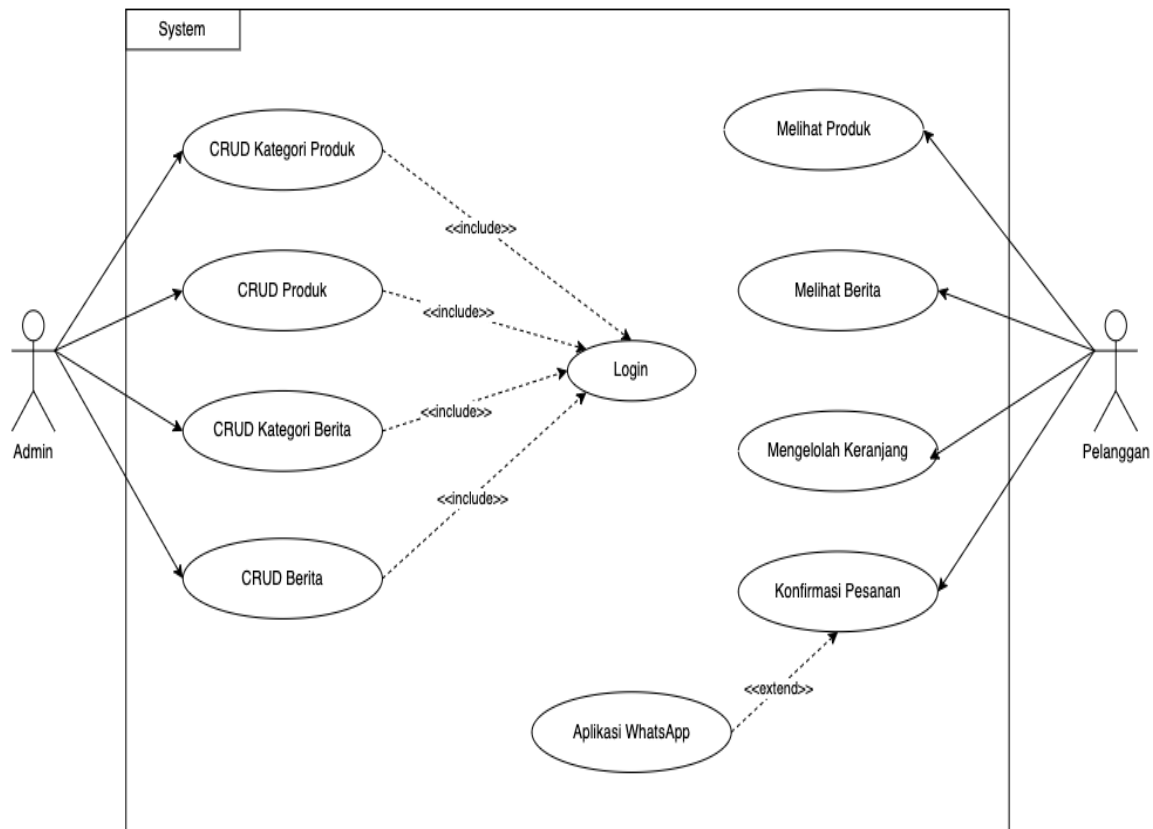 System
CRUD Kategori Produk
Melihat Produk
<<include>>
CRUD Produk
Melihat Berita
<<include>>
Login
Admin
Pelanggan
CRUD Kategori Berita
<<include>>
Mengelolah Keranjang
<<include>>
CRUD Berita
Konfirmasi Pesanan
<<extend>>
Aplikasi WhatsApp